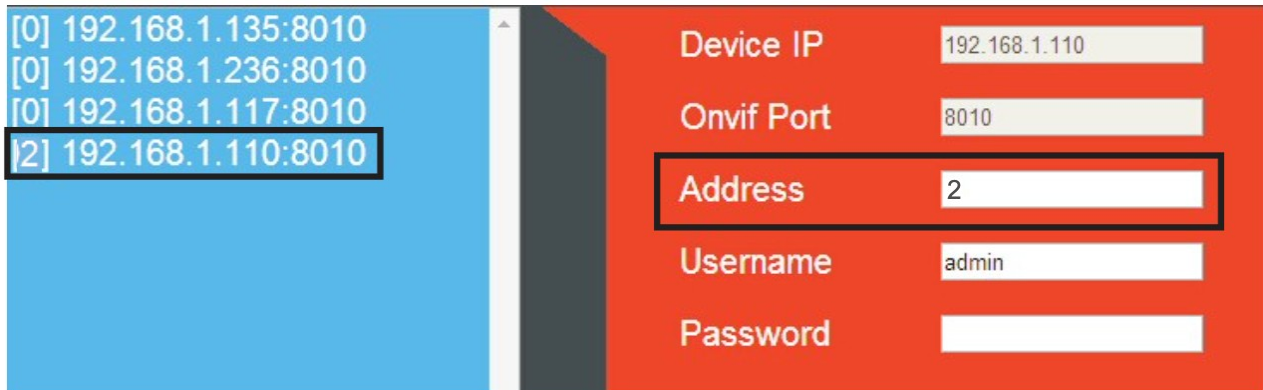 [0] 192.168.1.135:8010
[0] 192.168.1.236:8010
[0] 192.168.1.117:8010
02] 192.168.1.110:8010
Device IP 192.168.1.110
Onvif Port 8010
Address 2
Username admin
Password